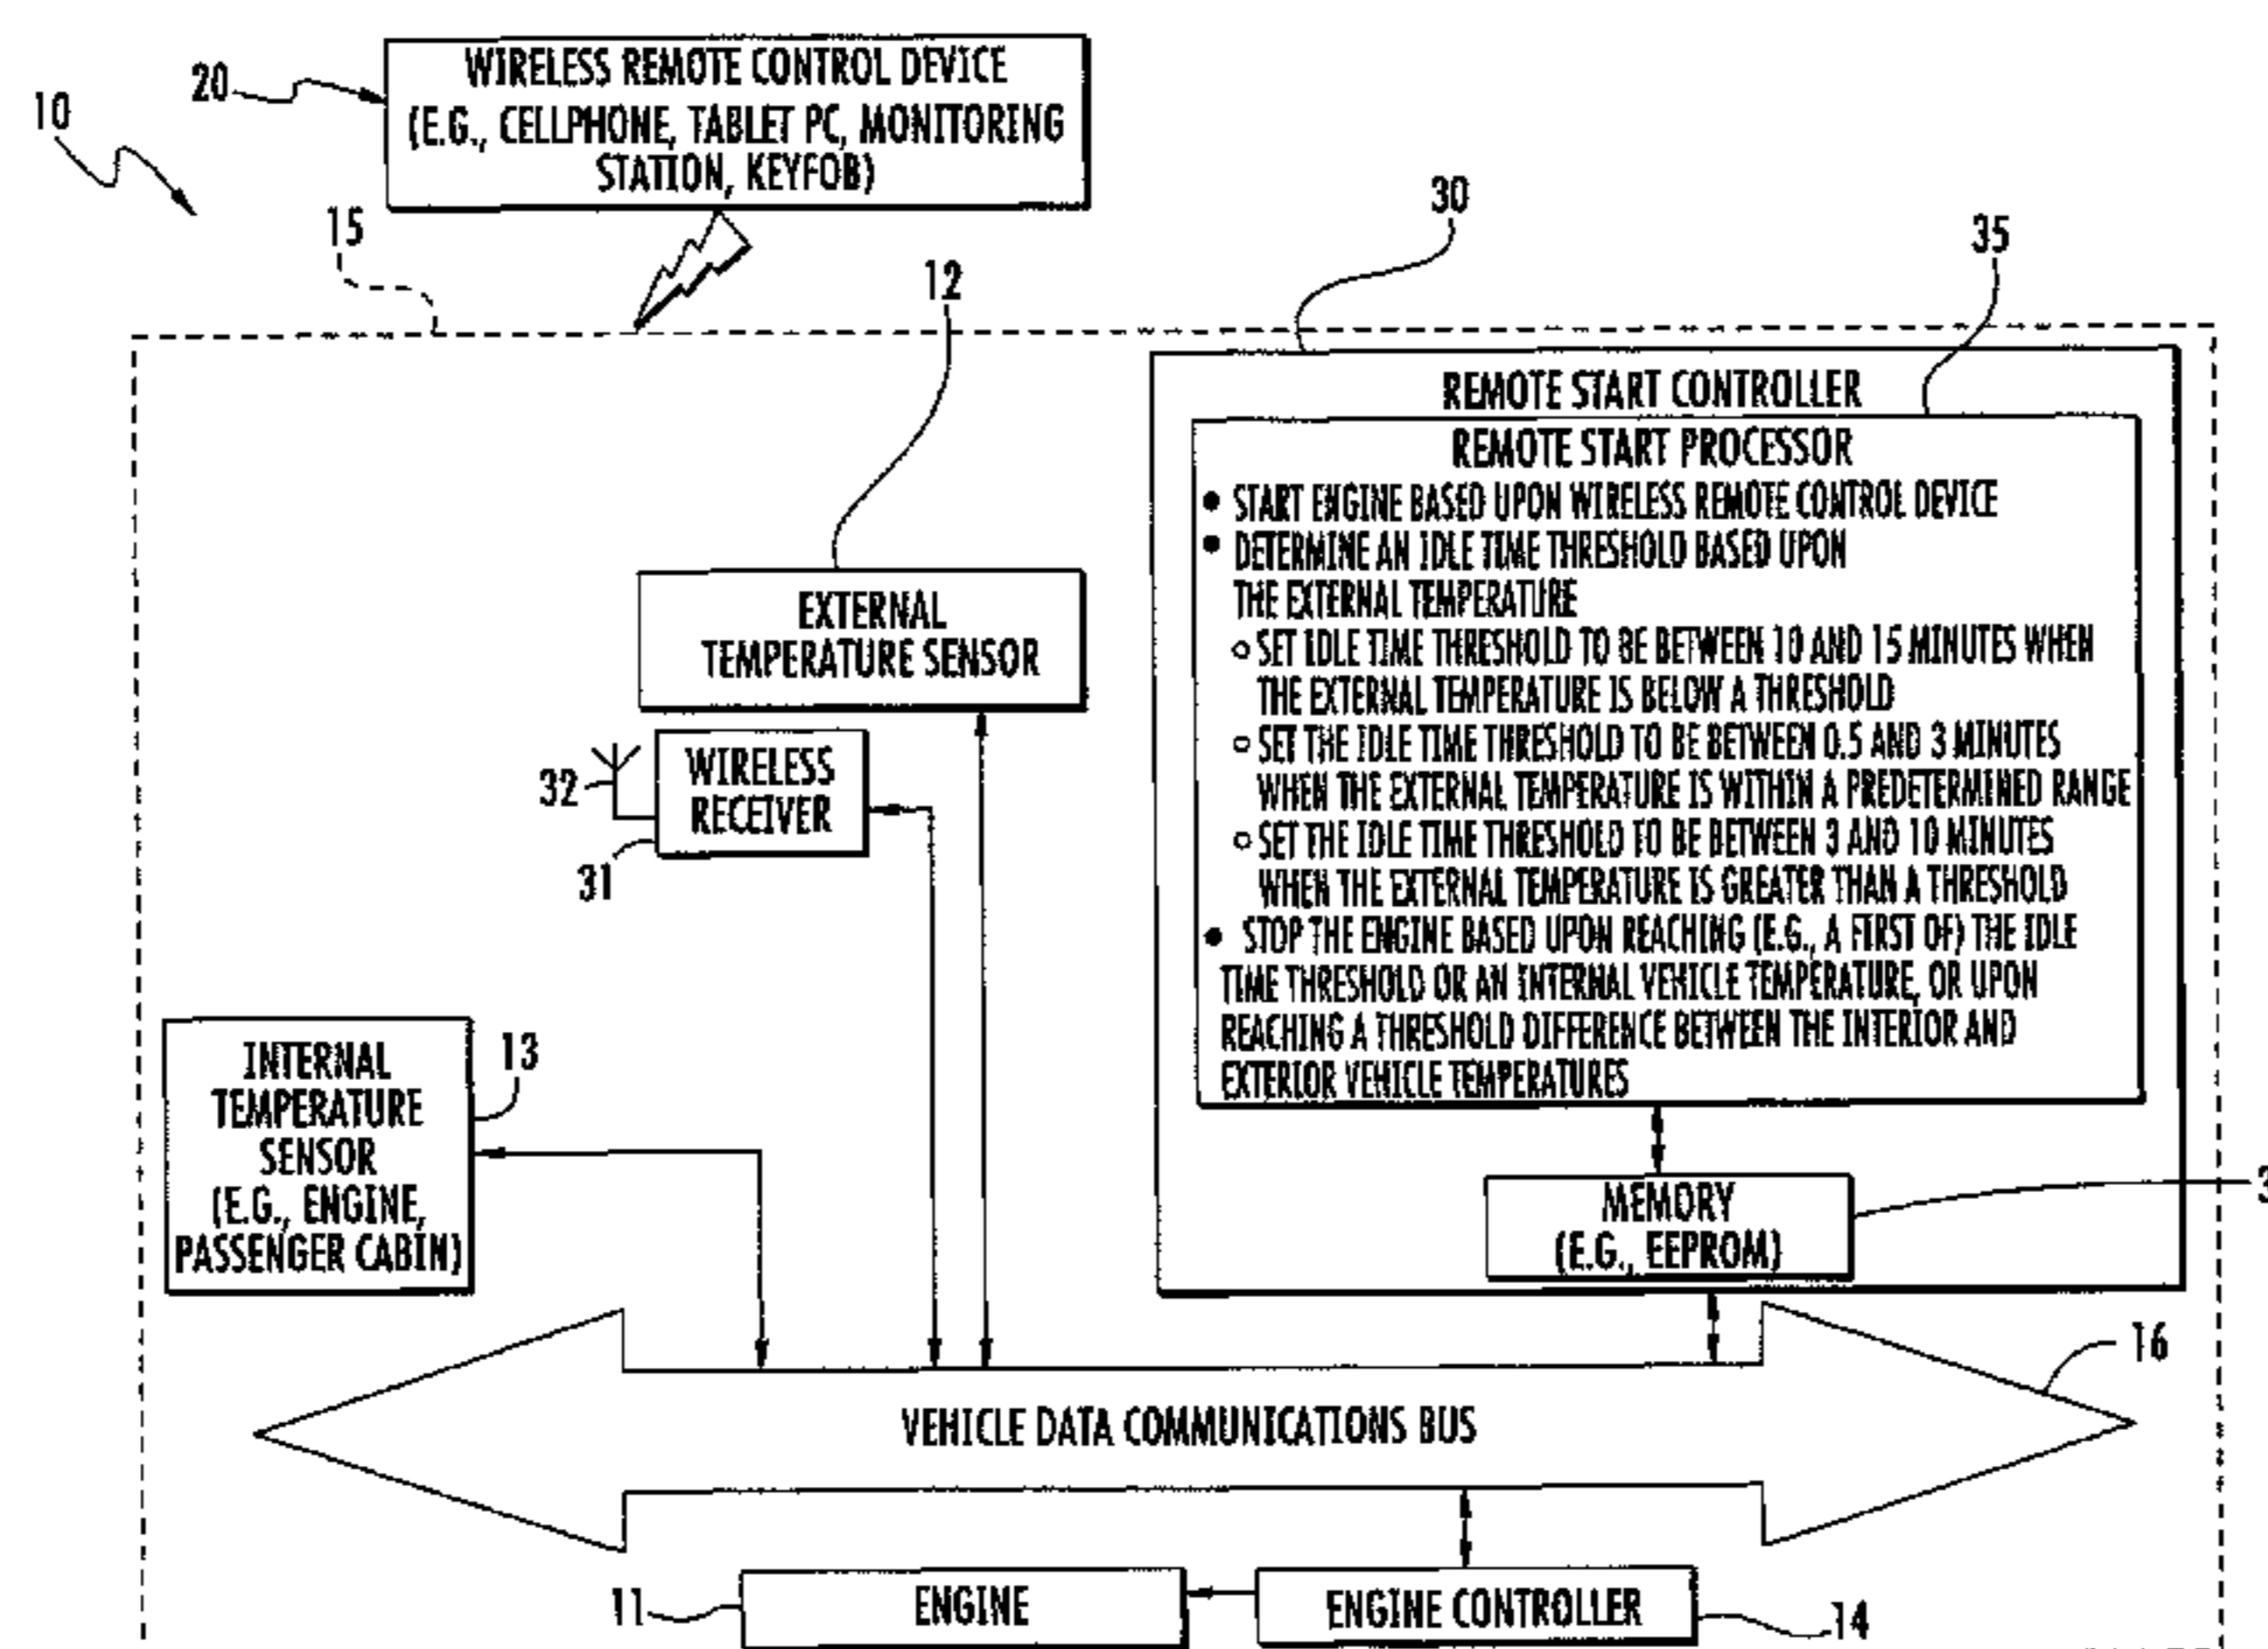 WIRELESS REMOTE CONTROL DEVICE
(E.G., CELLPHONE, TABLET PC, MONITORING
STATION, KEYFOB)
20
10
15
30
35
12
REMOTE START CONTROLLER
REMOTE START PROCESSOR
● START ENGINE BASED UPON WIRELESS REMOTE CONTROL DEVICE
● DETERMINE AN IDLE TIME THRESHOLD BASED UPON
THE EXTERNAL TEMPERATURE
○ SET IDLE TIME THRESHOLD TO BE BETWEEN 10 AND 15 MINUTES WHEN
THE EXTERNAL TEMPERATURE IS BELOW A THRESHOLD
○ SET THE IDLE TIME THRESHOLD TO BE BETWEEN 0.5 AND 3 MINUTES
WHEN THE EXTERNAL TEMPERATURE IS WITHIN A PREDETERMINED RANGE
○ SET THE IDLE TIME THRESHOLD TO BE BETWEEN 3 AND 10 MINUTES
WHEN THE EXTERNAL TEMPERATURE IS GREATER THAN A THRESHOLD
● STOP THE ENGINE BASED UPON REACHING (E.G., A FIRST OF) THE IDLE
TIME THRESHOLD OR AN INTERNAL VEHICLE TEMPERATURE, OR UPON
REACHING A THRESHOLD DIFFERENCE BETWEEN THE INTERIOR AND
EXTERIOR VEHICLE TEMPERATURES
EXTERNAL
TEMPERATURE SENSOR
WIRELESS
RECEIVER
32
31
INTERNAL
TEMPERATURE
SENSOR
(E.G., ENGINE,
PASSENGER CABIN)
13
MEMORY
(E.G., EEPROM)
16
VEHICLE DATA COMMUNICATIONS BUS
11
ENGINE
ENGINE CONTROLLER
14